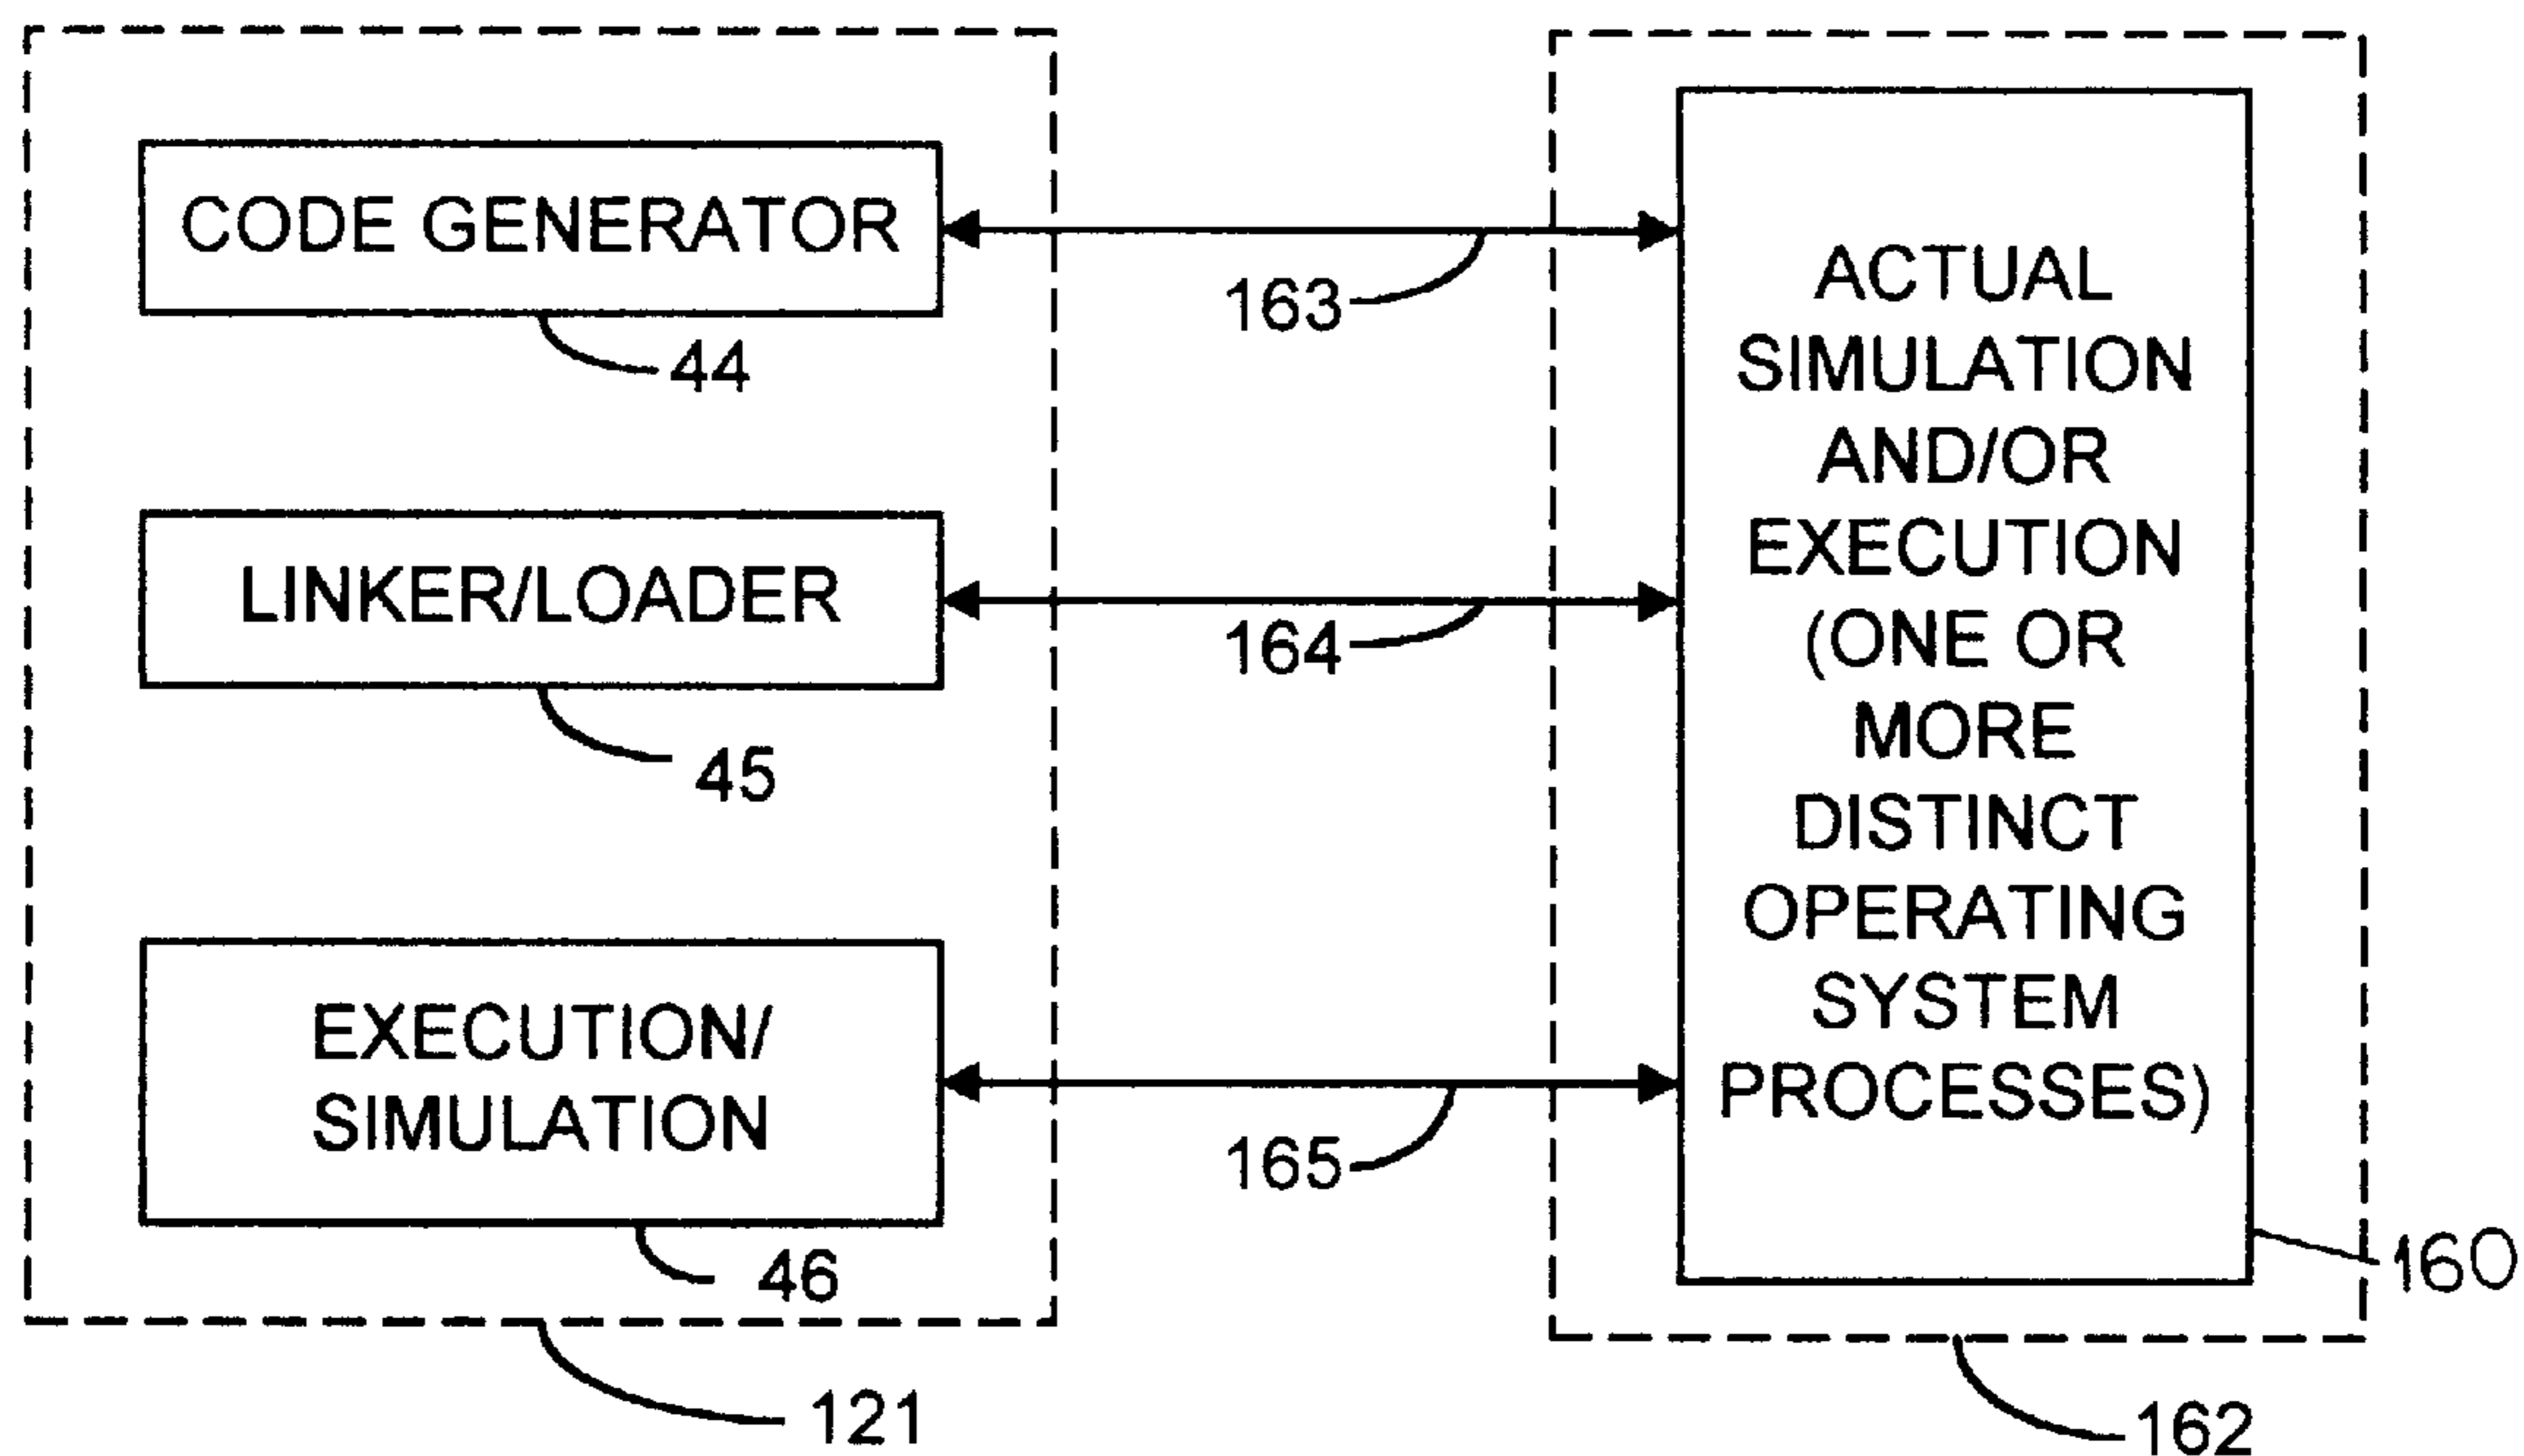 CODE GENERATOR
44
LINKER/LOADER
45
EXECUTION/
SIMULATION
46
121
163
164
165
ACTUAL
SIMULATION
AND/OR
EXECUTION
(ONE OR
MORE
DISTINCT
OPERATING
SYSTEM
PROCESSES)
160
162